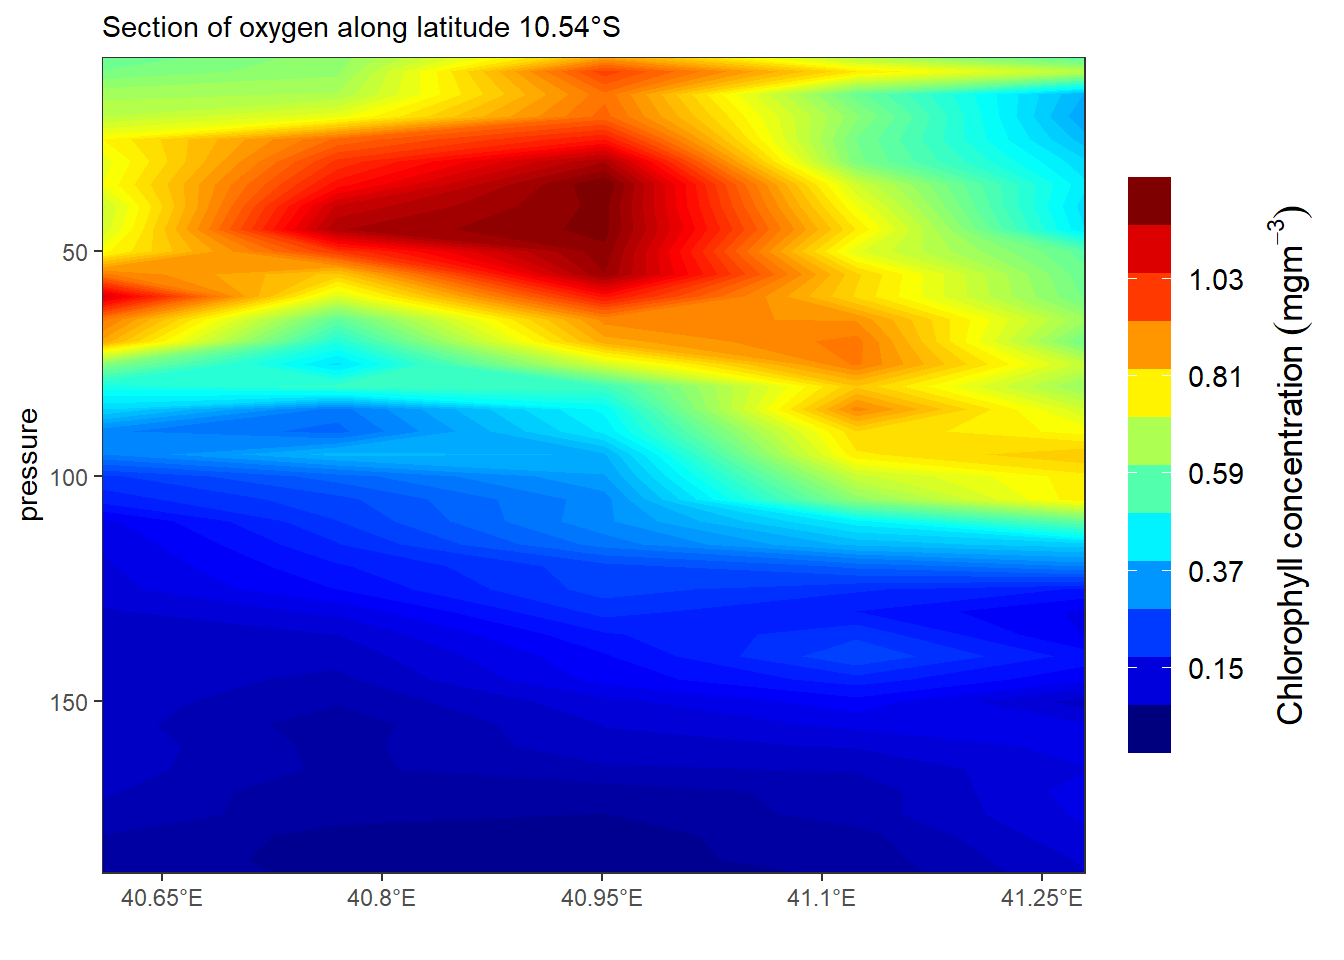 Section of oxygen along latitude 10.54°S
pressure
50
100
150
40.65°E
40.8°E
40.95°E
41.1°E
41.25°E
1.03
0.81
0.59
0.37
0.15
Chlorophyll concentration (mgm⁻³)